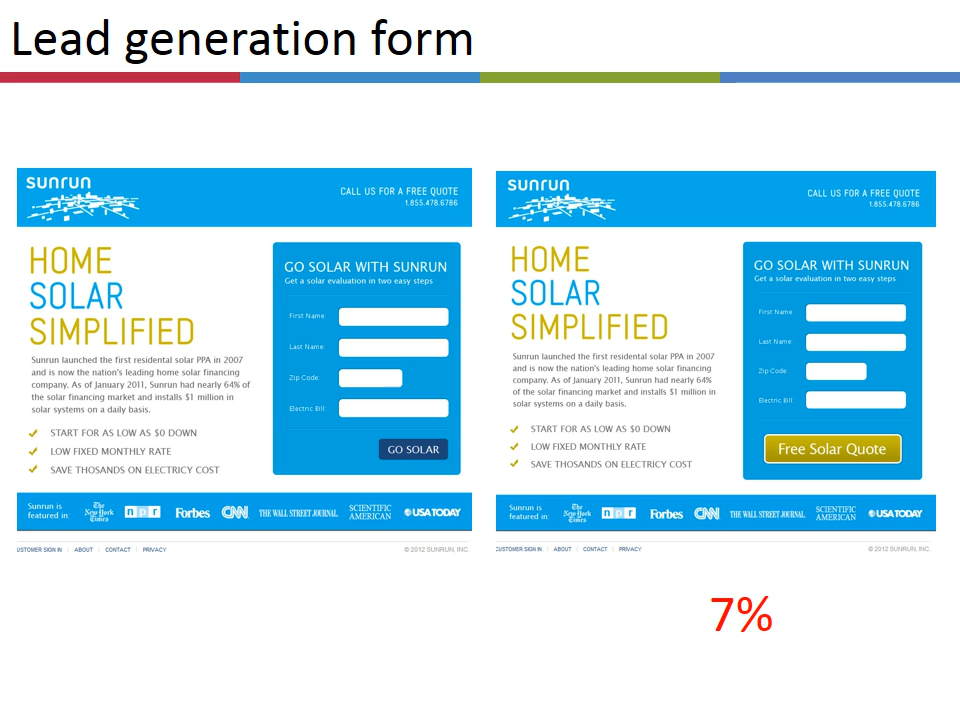 Lead generation form
sunrun
CALL US FOR A FREE QUOTE
1.855.478.6786
HOME
SOLAR
SIMPLIFIED
Sunrun launched the first residental solar PPA in 2007
and is now the nation's leading home solar financing
company. As of January 2011, Sunrun had nearly 64% of
the solar financing market and installs $1 million in
solar systems on a daily basis.
START FOR AS LOW AS $0 DOWN
LOW FIXED MONTHLY RATE
SAVE THOSANDS ON ELECTRICY COST
GO SOLAR WITH SUNRUN
Get a solar evaluation in two easy steps
First Name:
Last Name:
Zip Code:
Electric Bill:
GO SOLAR
Sunrun is
featured in:
The
New York
Times
npr
Forbes
CNN
THE WALL STREET JOURNAL
SCIENTIFIC
AMERICAN
USA TODAY
USTOMER SIGN IN | ABOUT | CONTACT | PRIVACY
© 2012 SUNRUN, INC.
sunrun
CALL US FOR A FREE QUOTE
1.855.478.6786
HOME
SOLAR
SIMPLIFIED
Sunrun launched the first residental solar PPA in 2007
and is now the nation's leading home solar financing
company. As of January 2011, Sunrun had nearly 64%
of the solar financing market and installs $1 million in
solar systems on a daily basis.
START FOR AS LOW AS $0 DOWN
LOW FIXED MONTHLY RATE
SAVE THOSANDS ON ELECTRICY COST
GO SOLAR WITH SUNRUN
Get a solar evaluation in two easy steps
First Name:
Last Name:
Zip Code:
Electric Bill:
Free Solar Quote
Sunrun is
featured in:
The
New York
Times
npr
Forbes
CNN
THE WALL STREET JOURNAL
SCIENTIFIC
AMERICAN
USA TODAY
CUSTOMER SIGN IN | ABOUT | CONTACT | PRIVACY
© 2012 SUNRUN, INC.
7%